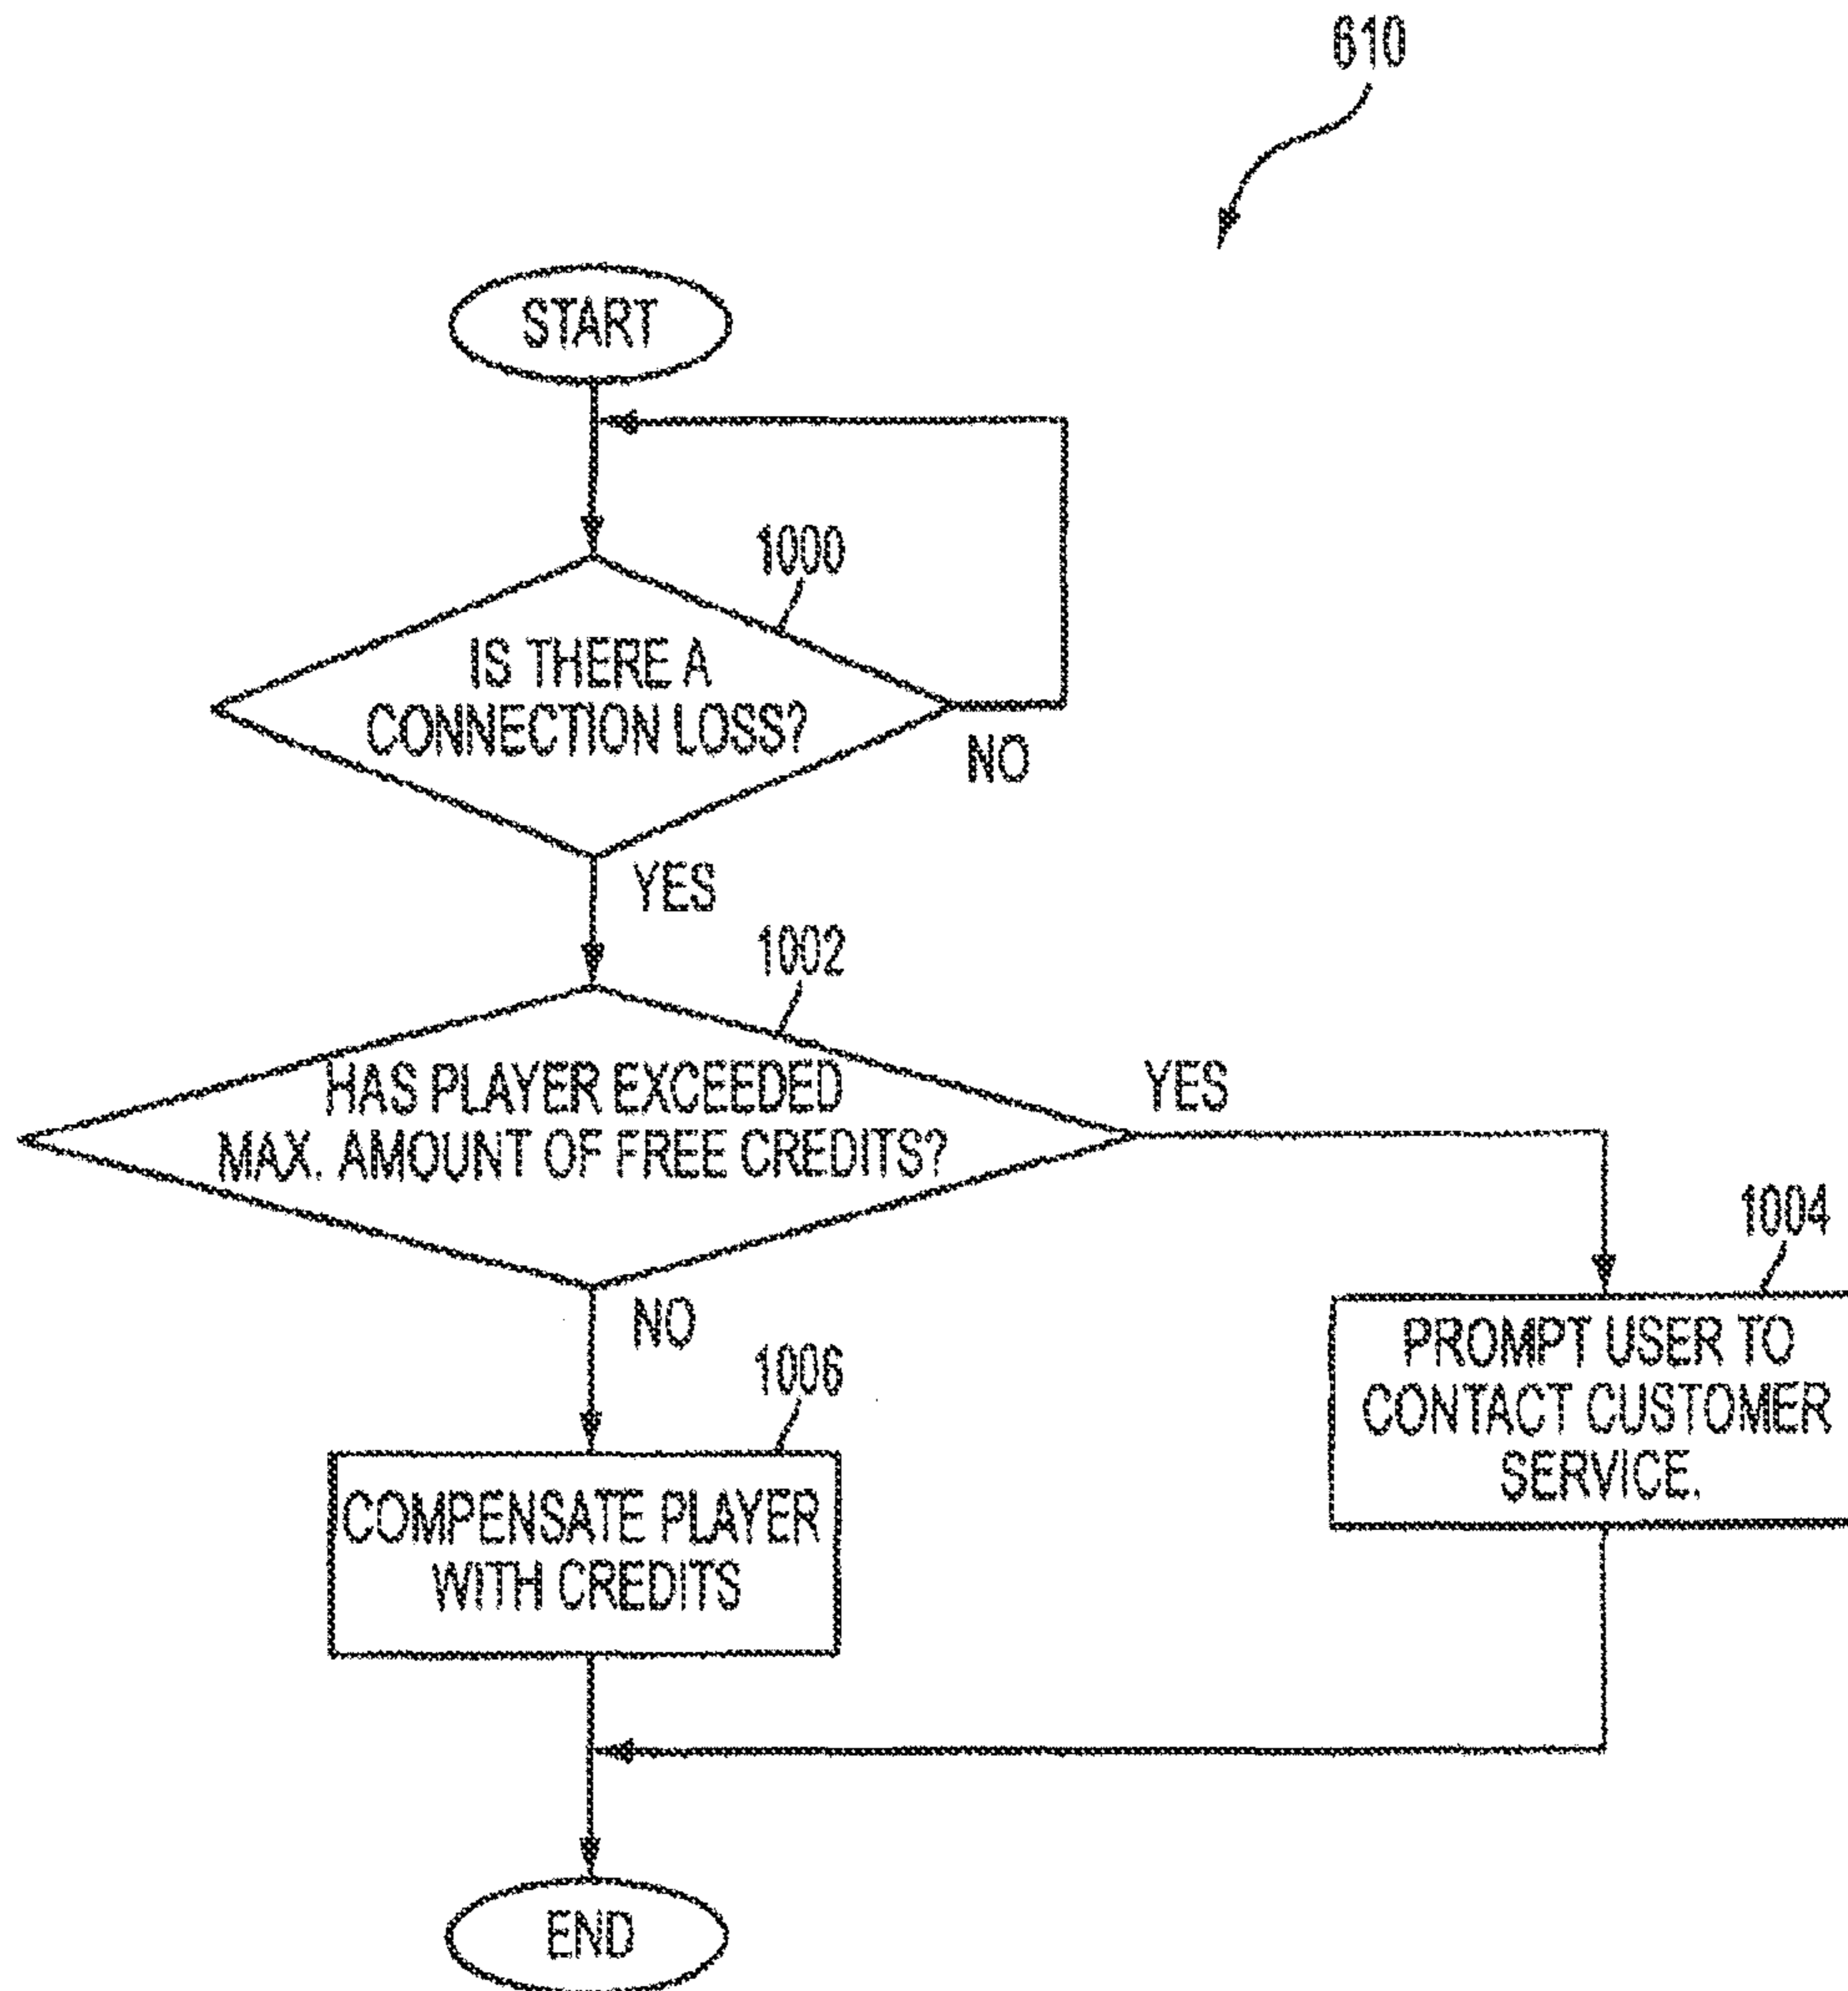 610
START
1000
IS THERE A
CONNECTION LOSS?
NO
YES
1002
HAS PLAYER EXCEEDED
MAX. AMOUNT OF FREE CREDITS?
YES
1004
PROMPT USER TO
CONTACT CUSTOMER
SERVICE.
NO
1006
COMPENSATE PLAYER
WITH CREDITS
END